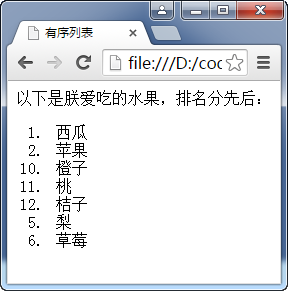 有序列表
file:///D:/coc
以下是朕爱吃的水果，排名分先后：
1. 西瓜
2. 苹果
10. 橙子
11. 桃
12. 桔子
5. 梨
6. 草莓